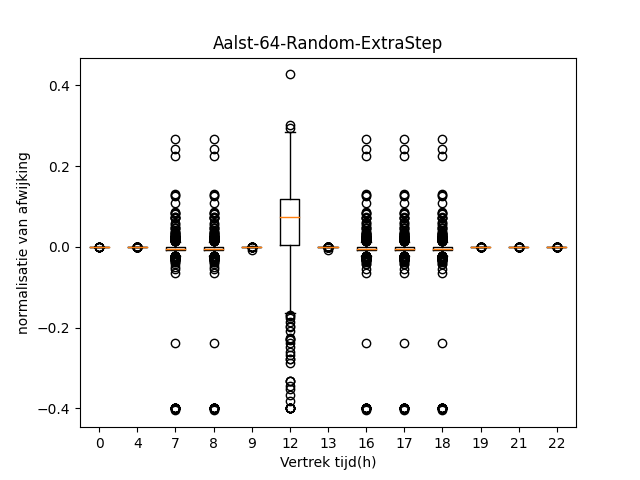 Aalst-64-Random-ExtraStep
normalisatie van afwijking
0.4
0.2
0.0
−0.2
−0.4
0 4 7 8 9 12 13 16 17 18 19 21 22
Vertrek tijd(h)